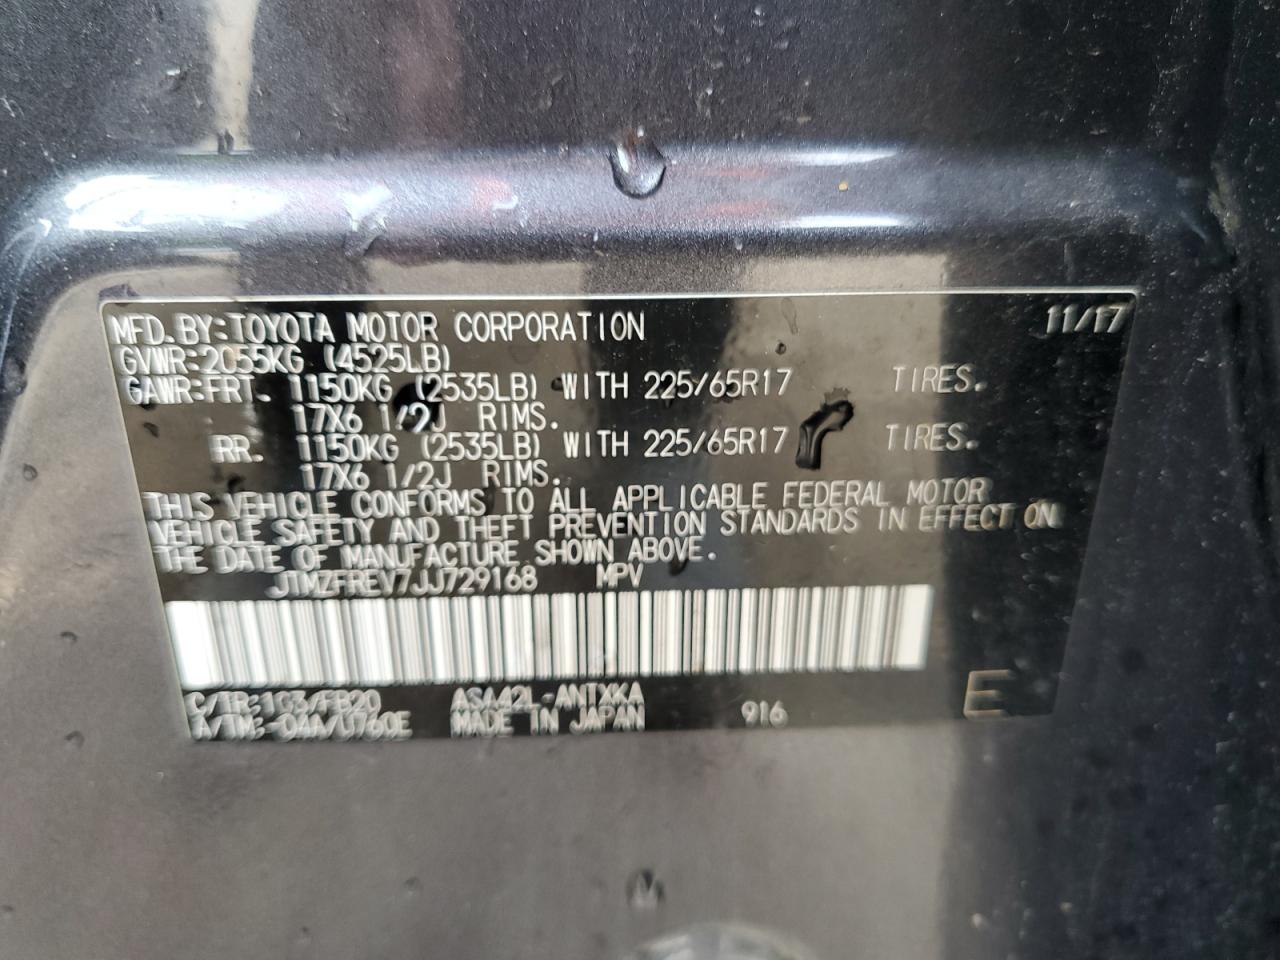 MFD.BY:TOYOTA MOTOR CORPORATION 11/17
GVWR:2055KG (4525LB)
GAWR:FRT. 1150KG (2535LB) WITH 225/65R17 TIRES.
17X6 1/2J RIMS.
RR. 1150KG (2535LB) WITH 225/65R17 TIRES.
17X6 1/2J RIMS.
THIS VEHICLE CONFORMS TO ALL APPLICABLE FEDERAL MOTOR
VEHICLE SAFETY AND THEFT PREVENTION STANDARDS IN EFFECT ON
THE DATE OF MANUFACTURE SHOWN ABOVE.
JTMZFREV7JJ729168 MPV
C/TR:1G3/FB20 ASA42L-ANTXKA
A/TM:-04A/U760E MADE IN JAPAN 916 E